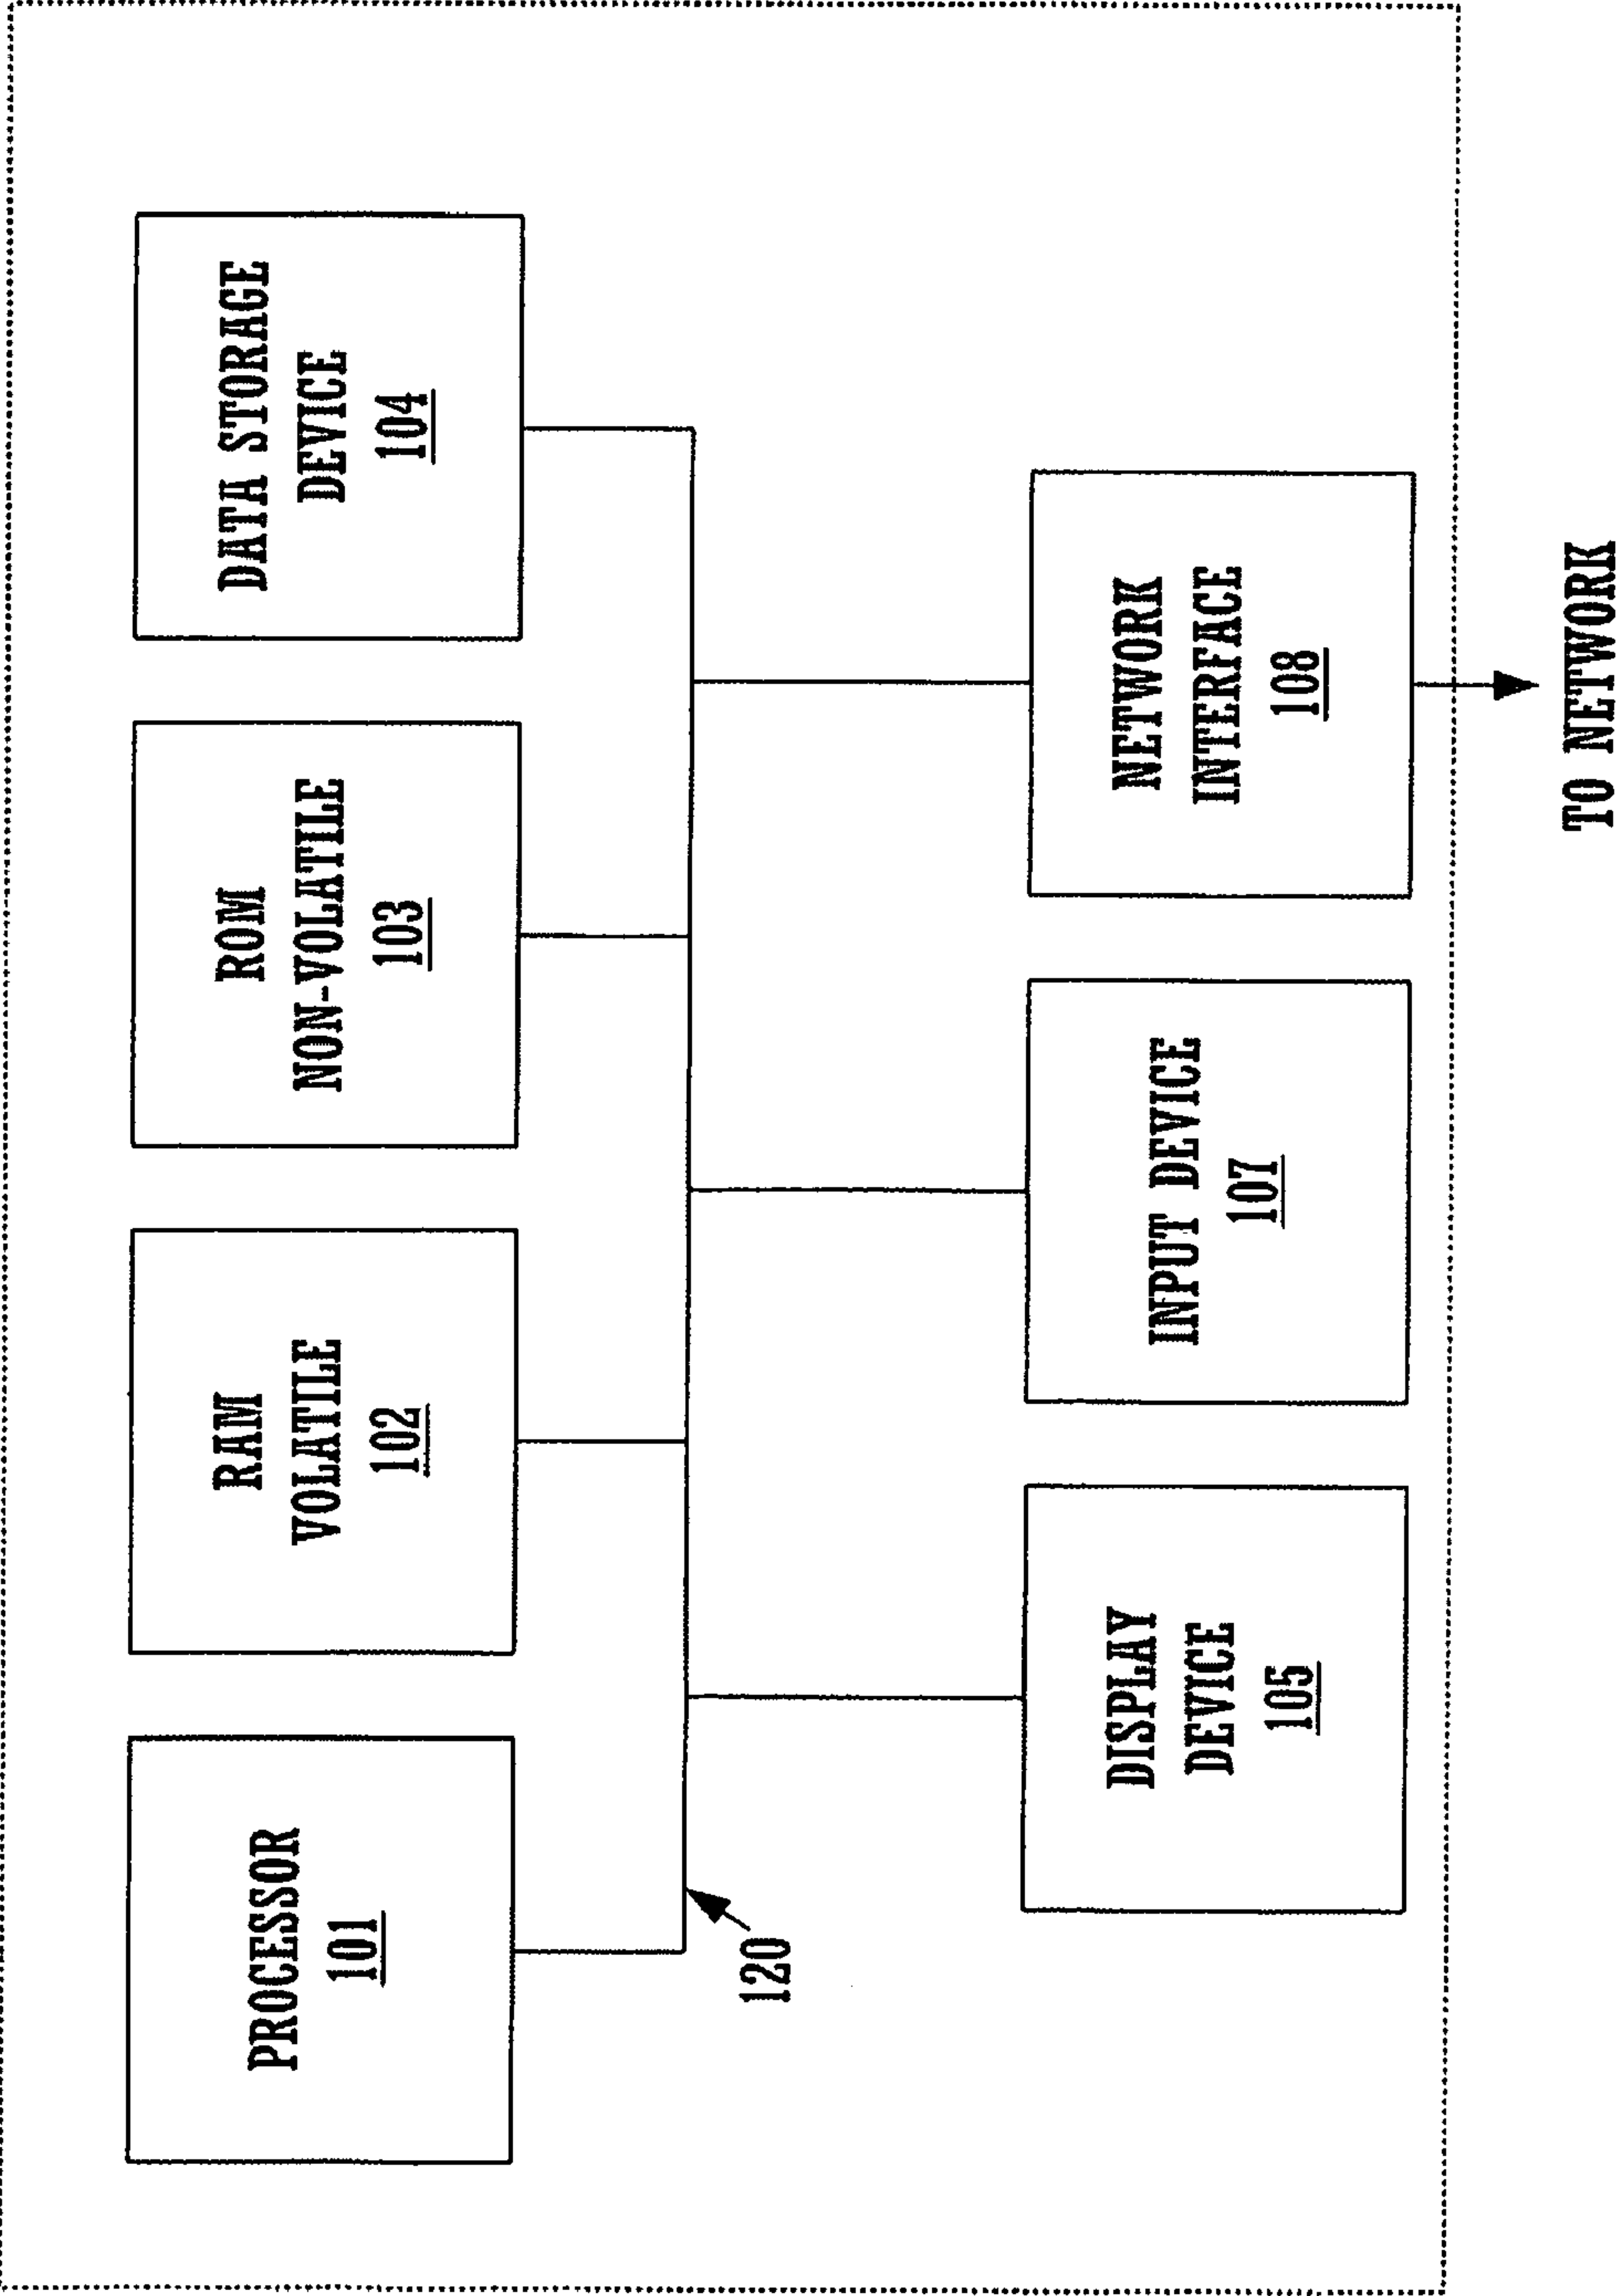 PROCESSOR
101
RAM
VOLATILE
102
ROM
NON-VOLATILE
103
DATA STORAGE
DEVICE
104
120
DISPLAY
DEVICE
105
INPUT DEVICE
107
NETWORK
INTERFACE
108
TO NETWORK